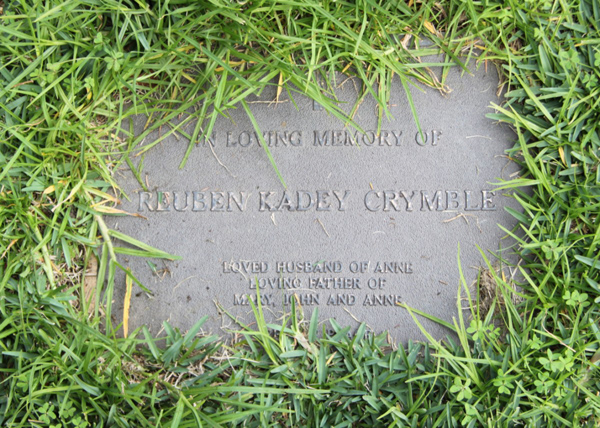 IN LOVING MEMORY OF
REUBEN KADEY CRYMBLE
LOVED HUSBAND OF ANNE
LOVING FATHER OF
MARY, JOHN AND ANNE